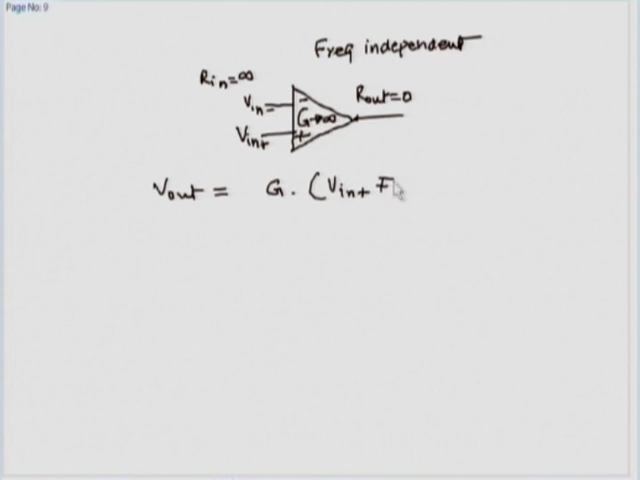 Page No: 9
Freq independent
Rin=∞
Vin-
Rout=0
G→∞
Vin+
- +
Vout = G. (Vin+